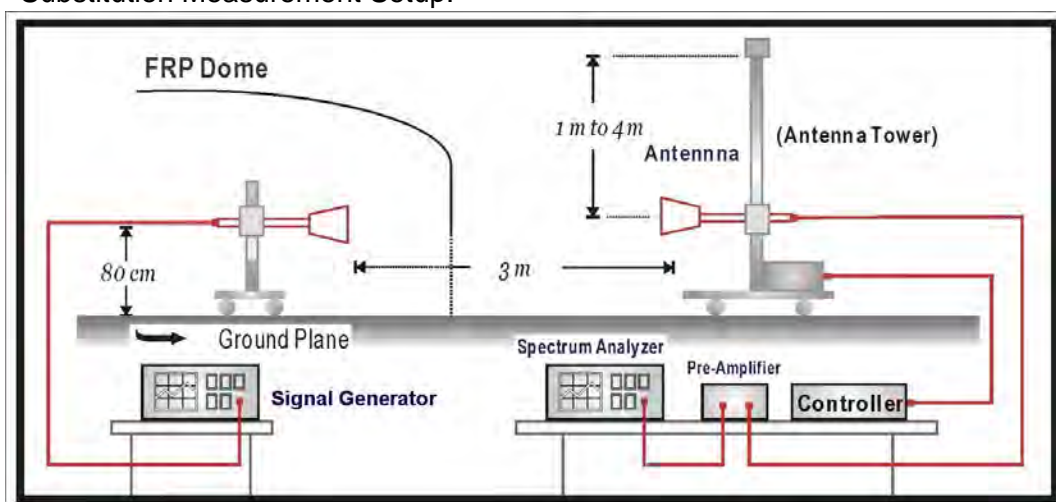 Substitution Measurement Setup:
FRP Dome
1 m to 4 m
(Antenna Tower)
Antennna
80 cm
3 m
Ground Plane
Spectrum Analyzer
Pre-Amplifier
Signal Generator
Controller